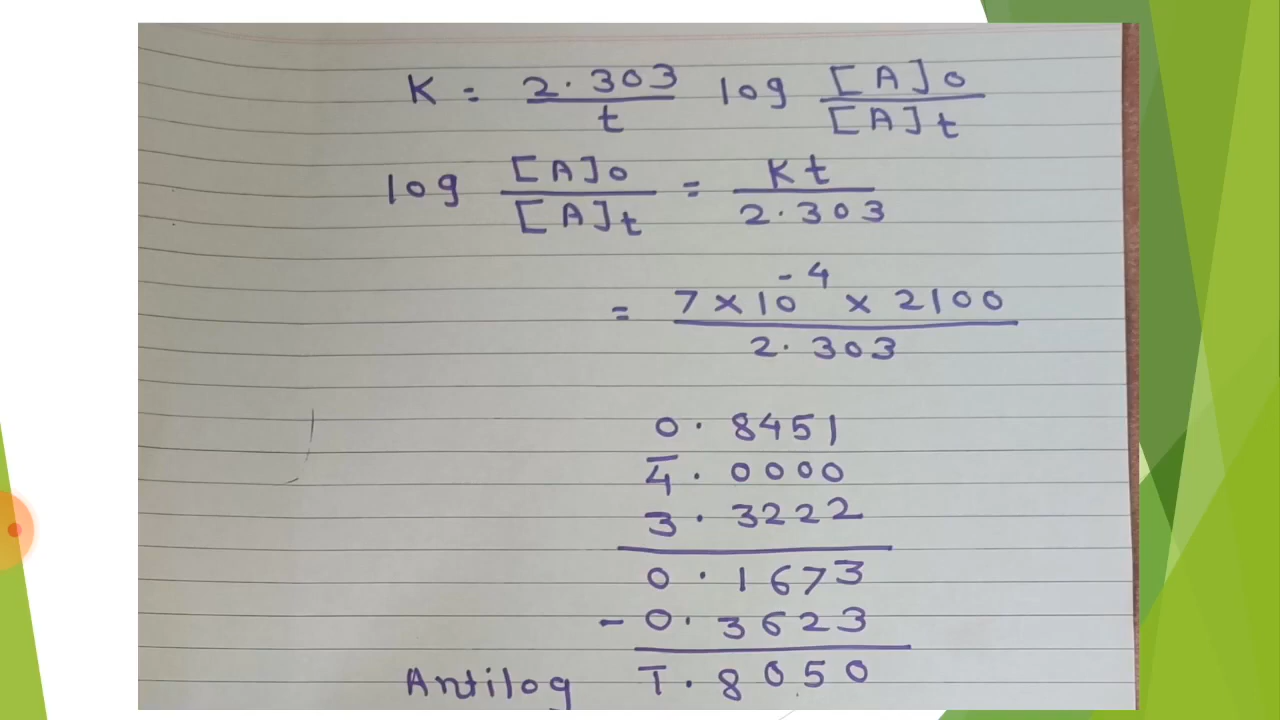 K = 2.303 / t log [A]0 / [A]t
log [A]0 / [A]t = Kt / 2.303
= 7 × 10^-4 × 2100 / 2.303
0.8451
4̅.0000
3.3222
0.1673
- 0.3623
Antilog 1̅.8050